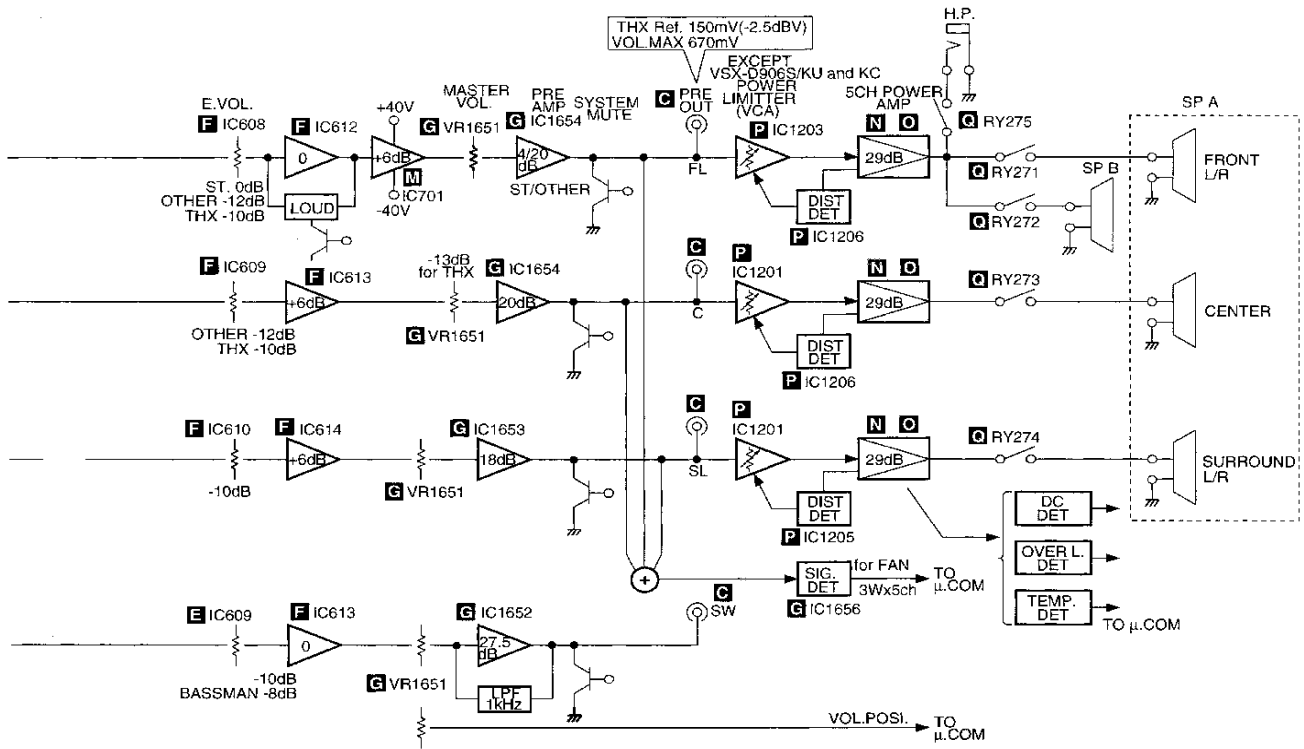 THX Ref. 150mV(-2.5dBV)
VOL.MAX 670mV
H.P.
EXCEPT
VSX-D906S/KU and KC
POWER
LIMITTER
(VCA)
5CH POWER
AMP
E.VOL.
F IC608
+40V
F IC612
0
+6dB
M
IC701
-40V
MASTER
VOL.
G VR1651
PRE
AMP
G IC1654
4/20
dB
ST/OTHER
SYSTEM
MUTE
C PRE
OUT
FL
P IC1203
DIST
DET
P IC1206
N O
29dB
Q RY275
Q RY271
SP B
Q RY272
SP A
FRONT
L/R
ST. 0dB
OTHER -12dB
THX -10dB
LOUD
F IC609
F IC613
+6dB
-13dB
for THX
G VR1651
G IC1654
20dB
C
C
P
IC1201
DIST
DET
P IC1206
N O
29dB
Q RY273
CENTER
OTHER -12dB
THX -10dB
F IC610
-10dB
F IC614
+6dB
G VR1651
G IC1653
18dB
C
SL
P
IC1201
DIST
DET
P IC1205
N O
29dB
Q RY274
SURROUND
L/R
DC
DET
OVER L.
DET
TEMP.
DET
TO μ.COM
+
SIG.
DET
G IC1656
for FAN
3Wx5ch
TO
μ.COM
E IC609
-10dB
BASSMAN -8dB
F IC613
0
G VR1651
G IC1652
27.5
dB
LPF
1kHz
C
SW
VOL.POSI.
TO
μ.COM